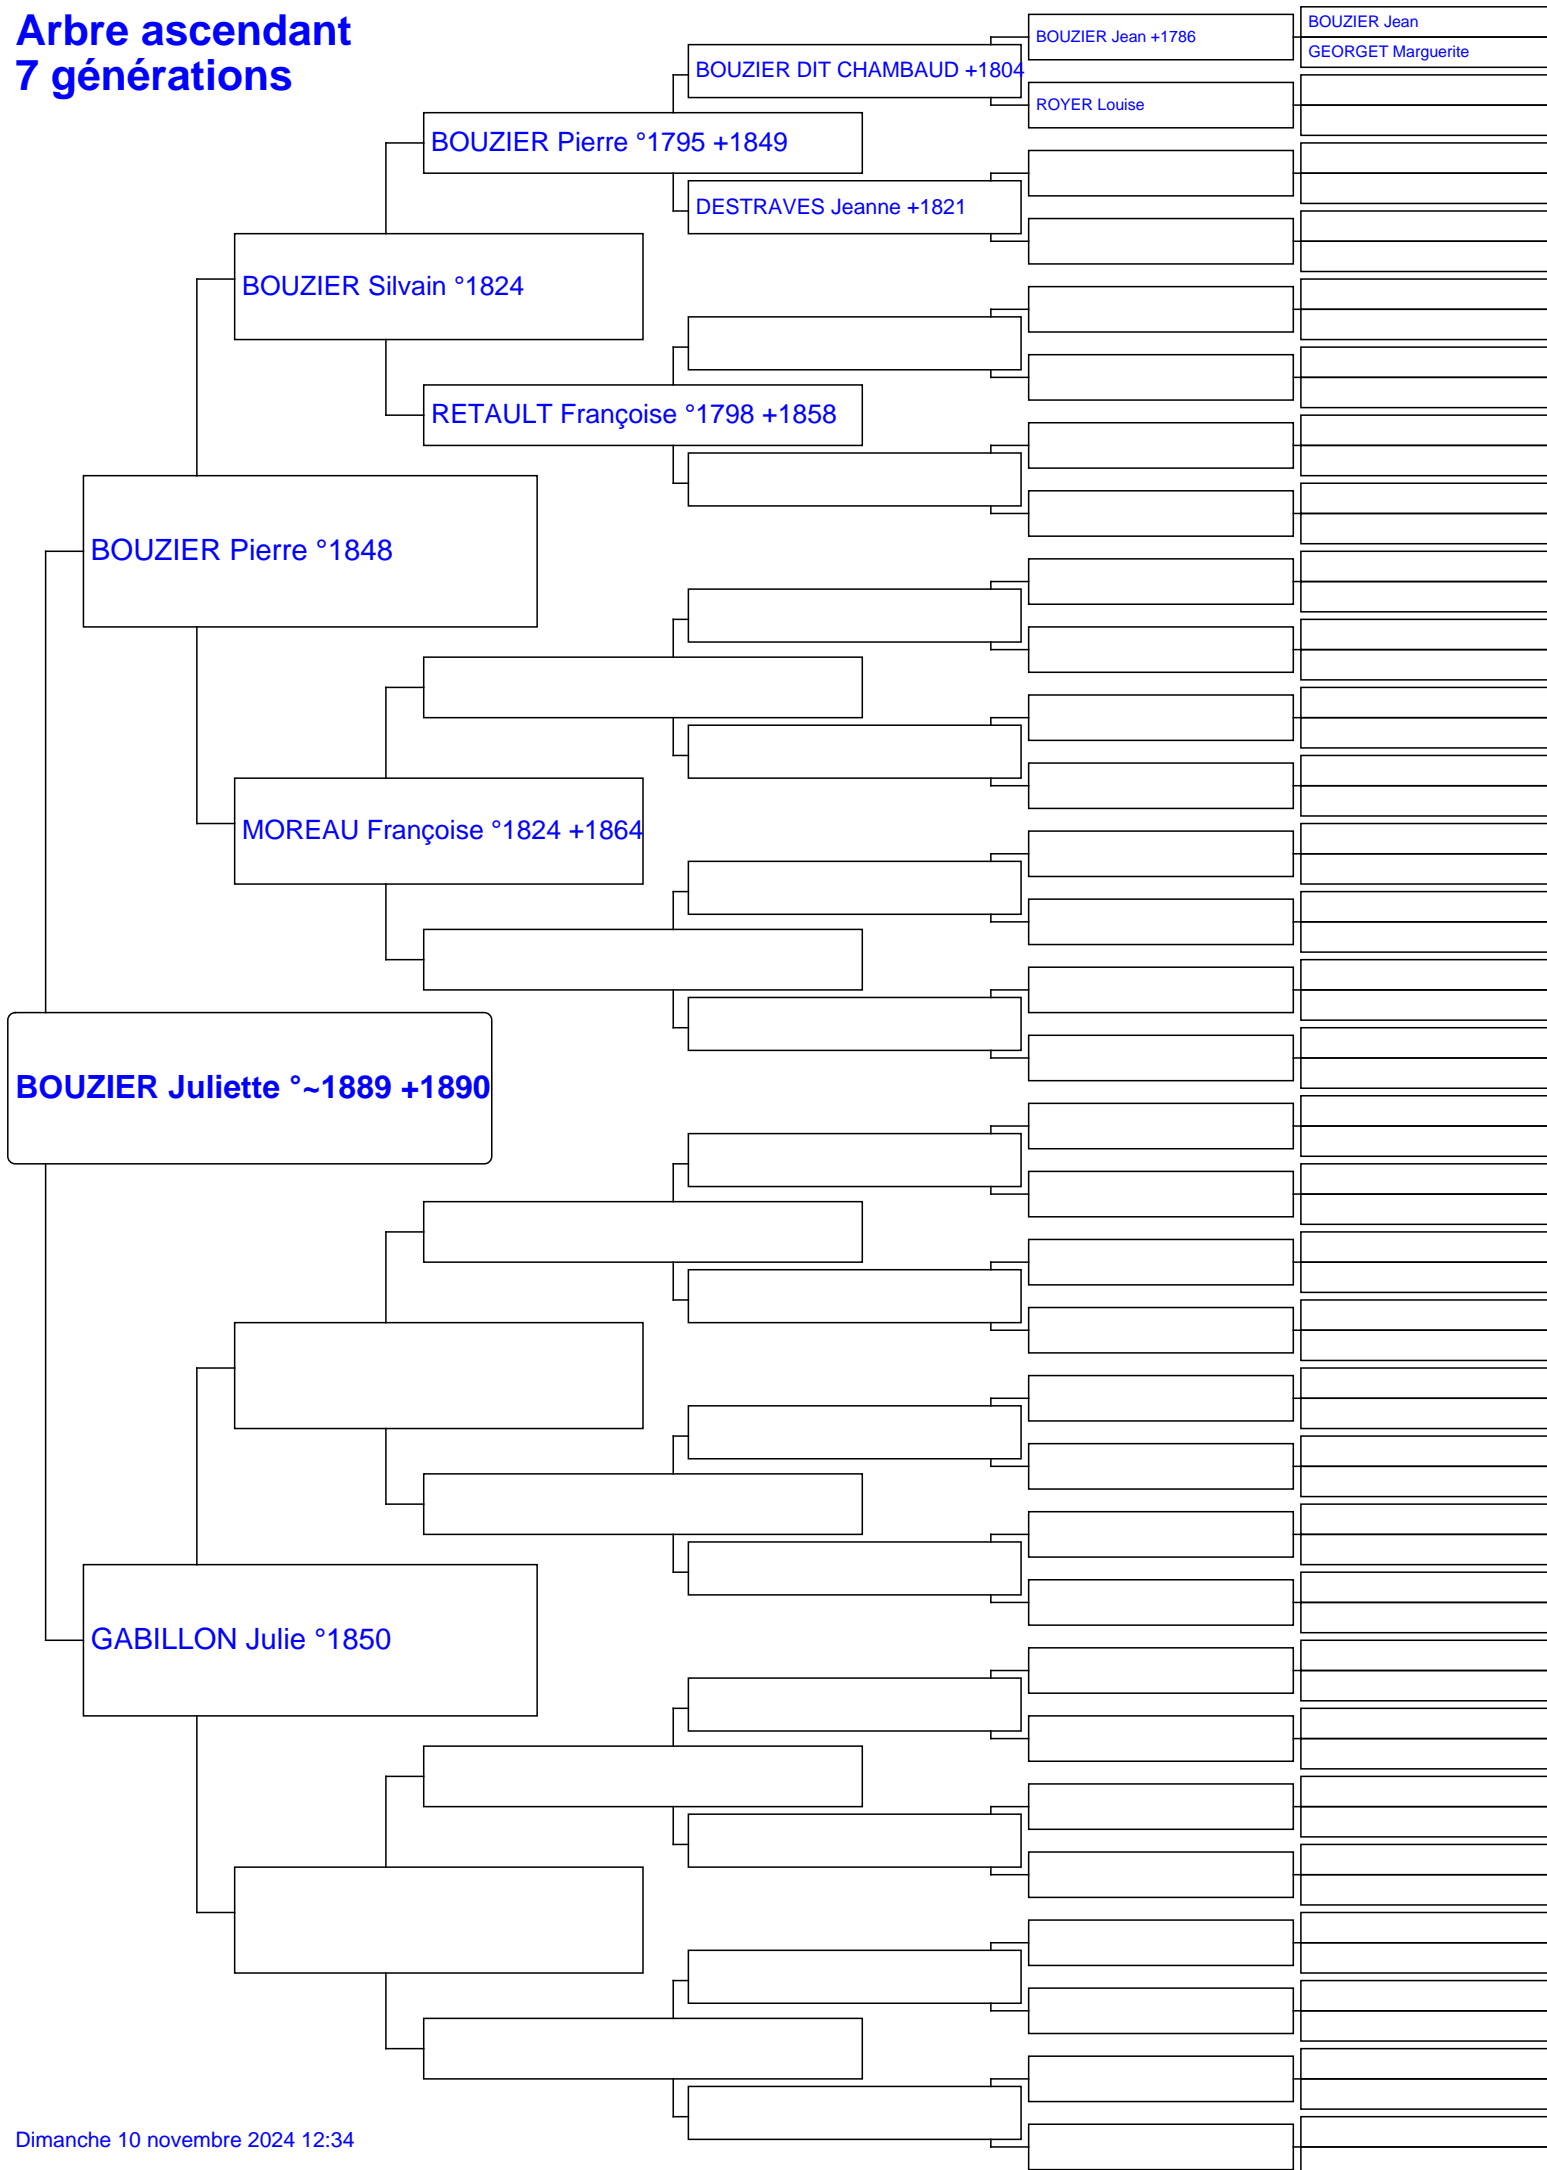 Arbre ascendant
7 générations
BOUZIER Jean
GEORGET Marguerite
BOUZIER Jean +1786
BOUZIER DIT CHAMBAUD +1804
ROYER Louise
BOUZIER Pierre °1795 +1849
DESTRAVES Jeanne +1821
BOUZIER Silvain °1824
RETAULT Françoise °1798 +1858
BOUZIER Pierre °1848
MOREAU Françoise °1824 +1864
BOUZIER Juliette °~1889 +1890
GABILLON Julie °1850
Dimanche 10 novembre 2024 12:34